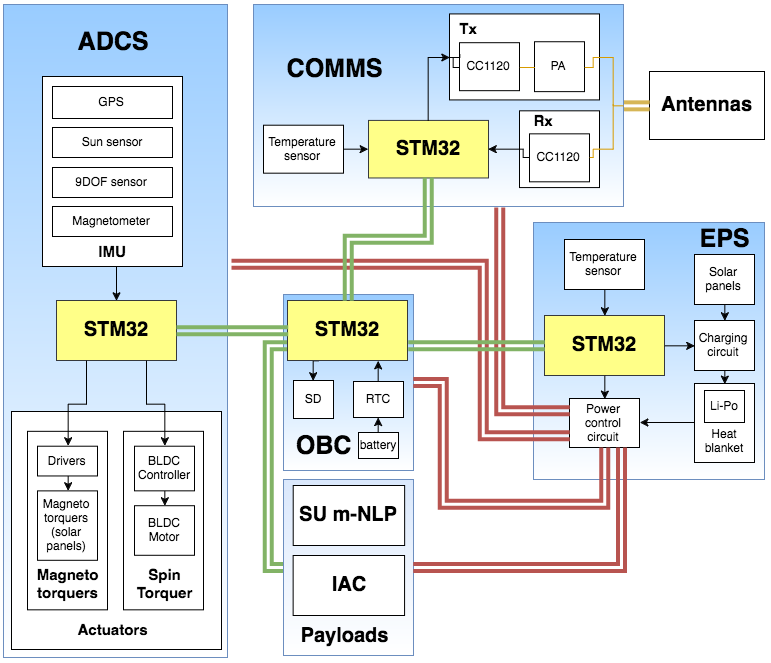 ADCS
GPS
Sun sensor
9DOF sensor
Magnetometer
IMU
STM32
Drivers
Magneto
torquers
(solar
panels)
Magneto
torquers
BLDC
Controller
BLDC
Motor
Spin
Torquer
Actuators
COMMS
Tx
CC1120
PA
Rx
CC1120
Temperature
sensor
STM32
Antennas
STM32
SD
RTC
battery
OBC
SU m-NLP
IAC
Payloads
EPS
Temperature
sensor
Solar
panels
STM32
Charging
circuit
Power
control
circuit
Li-Po
Heat
blanket